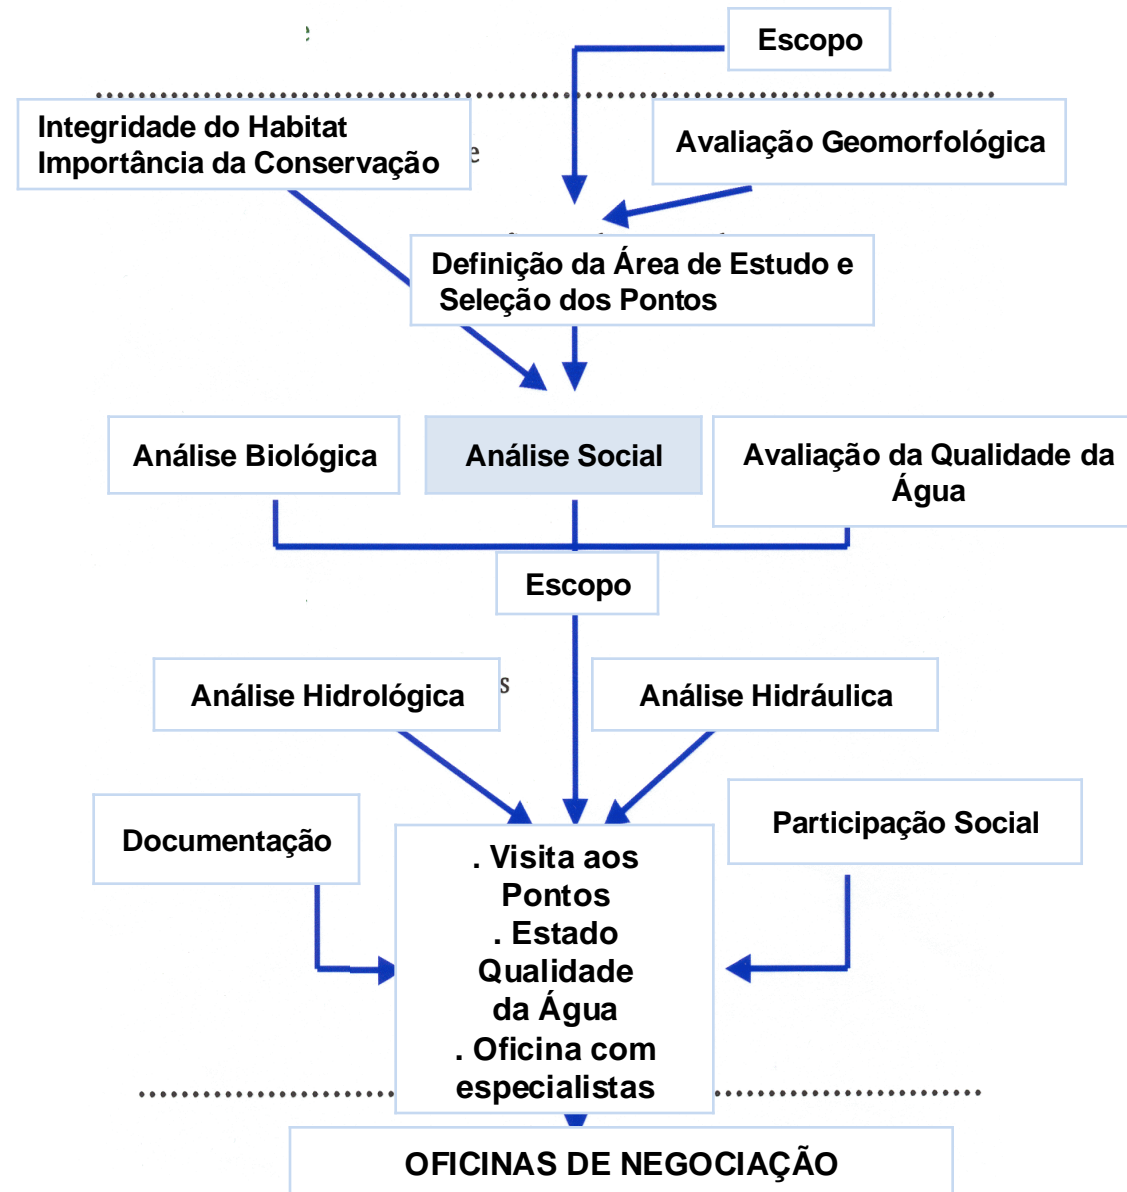 Escopo
Integridade do Habitat
Importância da Conservação
e
Avaliação Geomorfológica
Definição da Área de Estudo e
Seleção dos Pontos
Análise Biológica
Análise Social
Avaliação da Qualidade da
Água
Escopo
Análise Hidrológica
s
Análise Hidráulica
Documentação
Participação Social
. Visita aos
Pontos
. Estado
Qualidade
da Água
. Oficina com
especialistas
OFICINAS DE NEGOCIAÇÃO